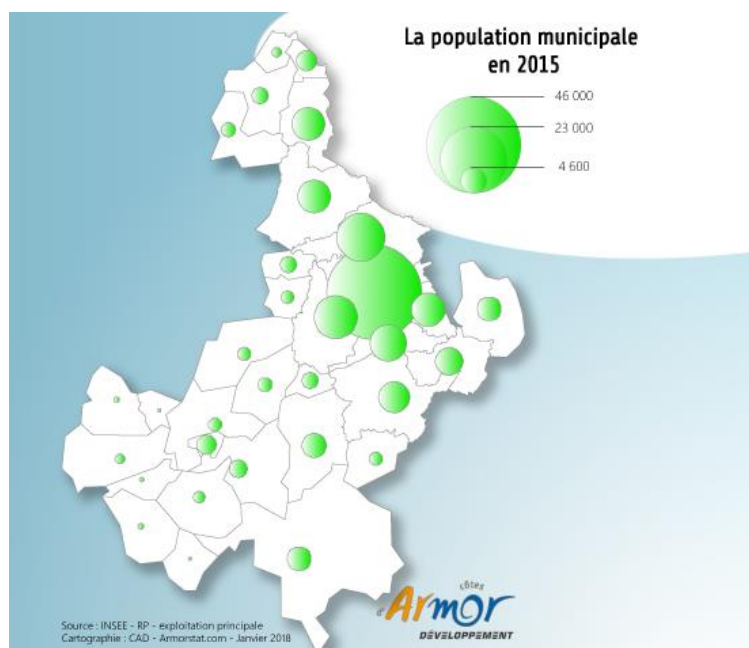 La population municipale
en 2015
46 000
23 000
4 600
côtes
d'Armor
DÉVELOPPEMENT
Source : INSEE - RP - exploitation principale
Cartographie : CAD - Armorstat.com - Janvier 2018